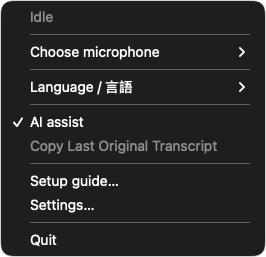 Idle
Choose microphone
Language / 言語
AI assist
Copy Last Original Transcript
Setup guide...
Settings...
Quit